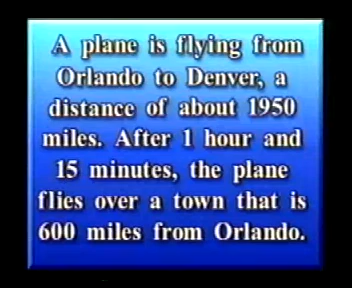 A plane is flying from
Orlando to Denver, a
distance of about 1950
miles. After 1 hour and
15 minutes, the plane
flies over a town that is
600 miles from Orlando.